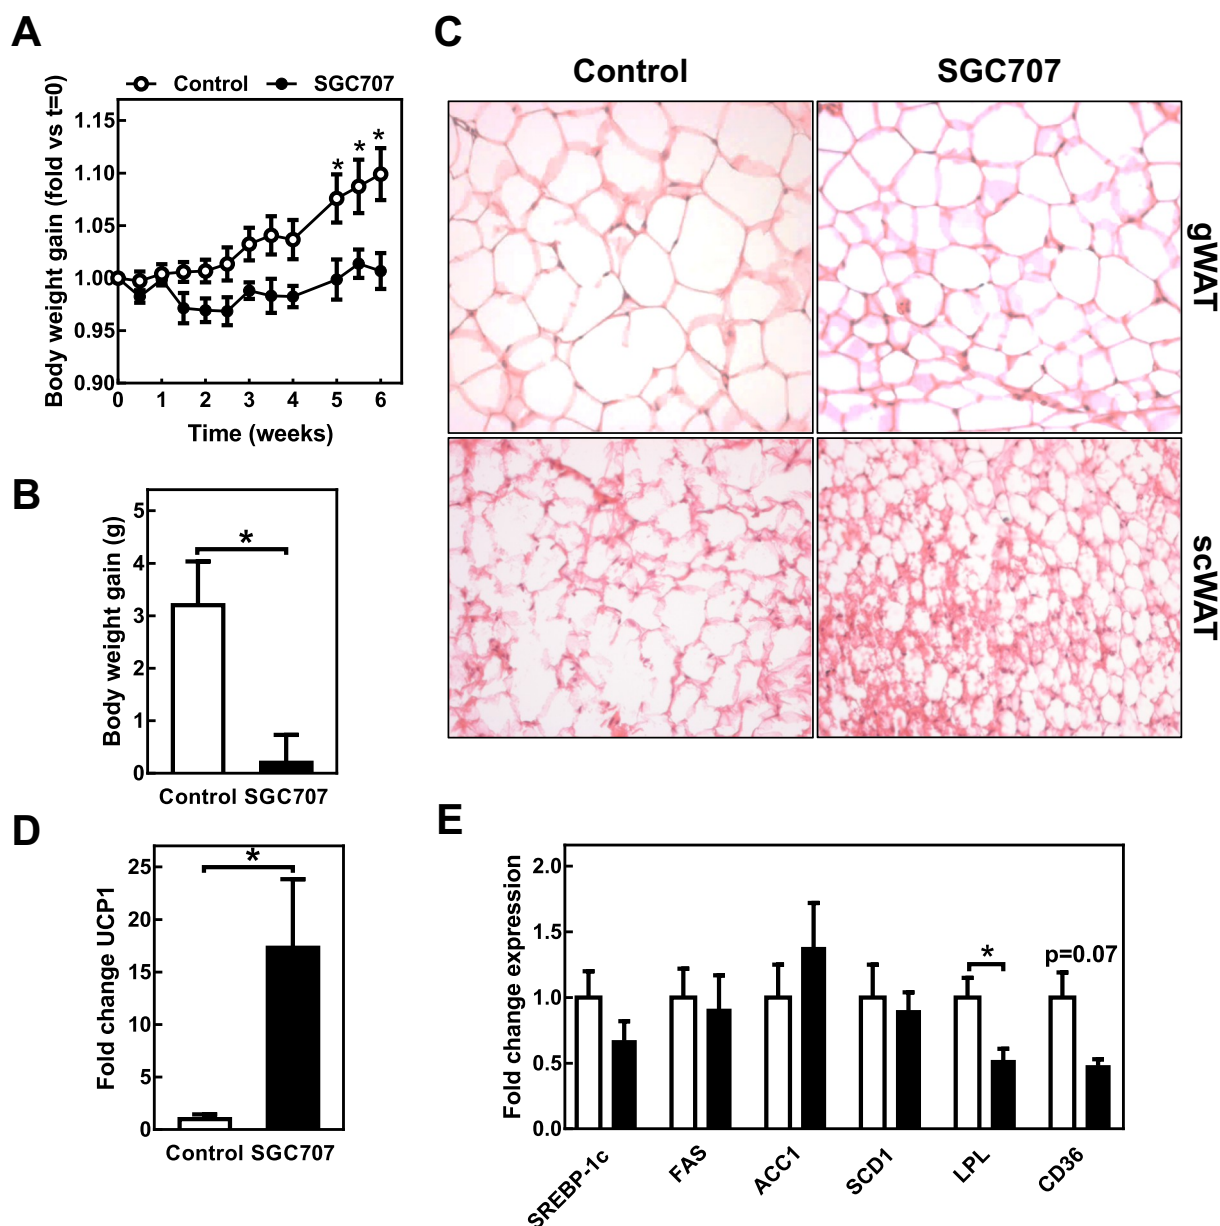 A
Control SGC707
Body weight gain (fold vs t=0)
1.15
1.10
1.05
1.00
0.95
0.90
* * *
0 1 2 3 4 5 6
Time (weeks)
B
Body weight gain (g)
5
4
3
2
1
0
*
Control SGC707
C
Control SGC707
gWAT
scWAT
D
Fold change UCP1
25
20
15
10
5
0
*
Control SGC707
E
Fold change expression
2.0
1.5
1.0
0.5
0.0
*
p=0.07
SREBP-1c FAS ACC1 SCD1 LPL CD36